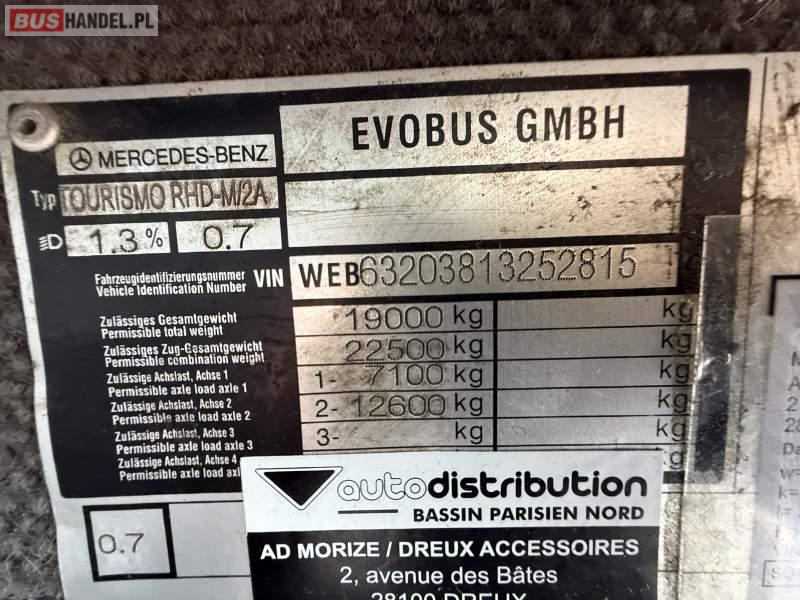 BUSHANDEL.PL
EVOBUS GMBH
MERCEDES-BENZ
Typ TOURISMO RHD-M/2A
1.3% 0.7
Fahrzeugidentifizierungsnummer
Vehicle Identification Number VIN WEB63203813252815
Zulässiges Gesamtgewicht
Permissible total weight 19000 kg kg
Zulässiges Zug-Gesamtgewicht
Permissible combination weight 22500 kg kg
Zulässige Achslast, Achse 1
Permissible axle load axle 1 1- 7100 kg kg
Zulässige Achslast, Achse 2
Permissible axle load axle 2 2- 12600 kg kg
Zulässige Achslast, Achse 3
Permissible axle load axle 3 3- kg kg
Zulässige Achslast, Achse 4
Permissible axle load
0.7
autodistribution
BASSIN PARISIEN NORD
AD MORIZE / DREUX ACCESSOIRES
2, avenue des Bâtes
28100 DREUX